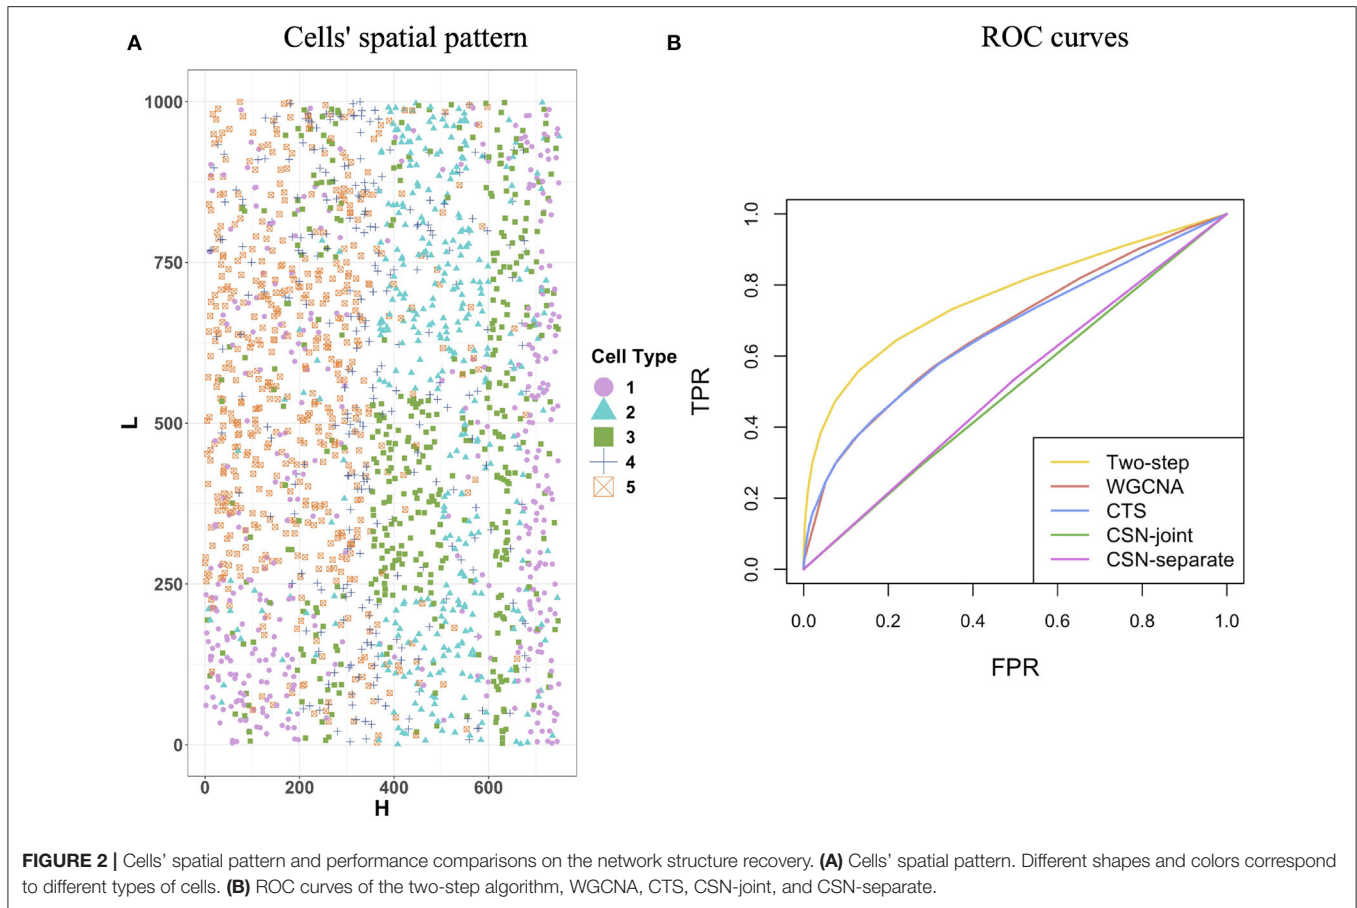 A
Cells' spatial pattern
1000
750
500
250
0
L
0 200 400 600
H
Cell Type
1
2
3
4
5
B
ROC curves
1.0
0.8
0.6
0.4
0.2
0.0
TPR
0.0 0.2 0.4 0.6 0.8 1.0
FPR
Two-step
WGCNA
CTS
CSN-joint
CSN-separate
FIGURE 2 | Cells' spatial pattern and performance comparisons on the network structure recovery. (A) Cells' spatial pattern. Different shapes and colors correspond
to different types of cells. (B) ROC curves of the two-step algorithm, WGCNA, CTS, CSN-joint, and CSN-separate.